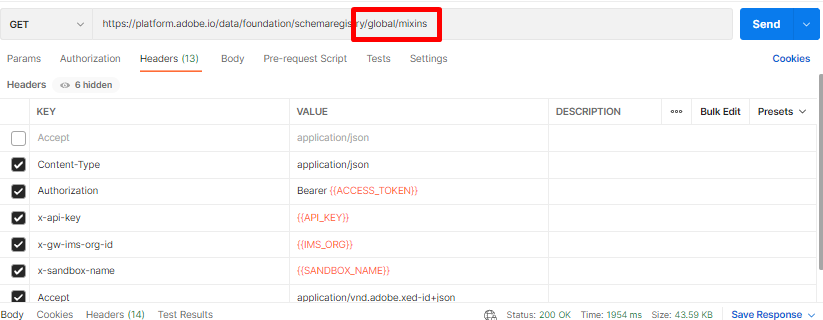 GET https://platform.adobe.io/data/foundation/schemaregistry/global/mixins Send
Params Authorization Headers (13) Body Pre-request Script Tests Settings Cookies
Headers 6 hidden
KEY VALUE DESCRIPTION Bulk Edit Presets
Accept application/json
Content-Type application/json
Authorization Bearer {{ACCESS_TOKEN}}
x-api-key {{API_KEY}}
x-gw-ims-org-id {{IMS_ORG}}
x-sandbox-name {{SANDBOX_NAME}}
Accept application/vnd.adobe.xed-id+json
Body Cookies Headers (14) Test Results Status: 200 OK Time: 1954 ms Size: 43.59 KB Save Response